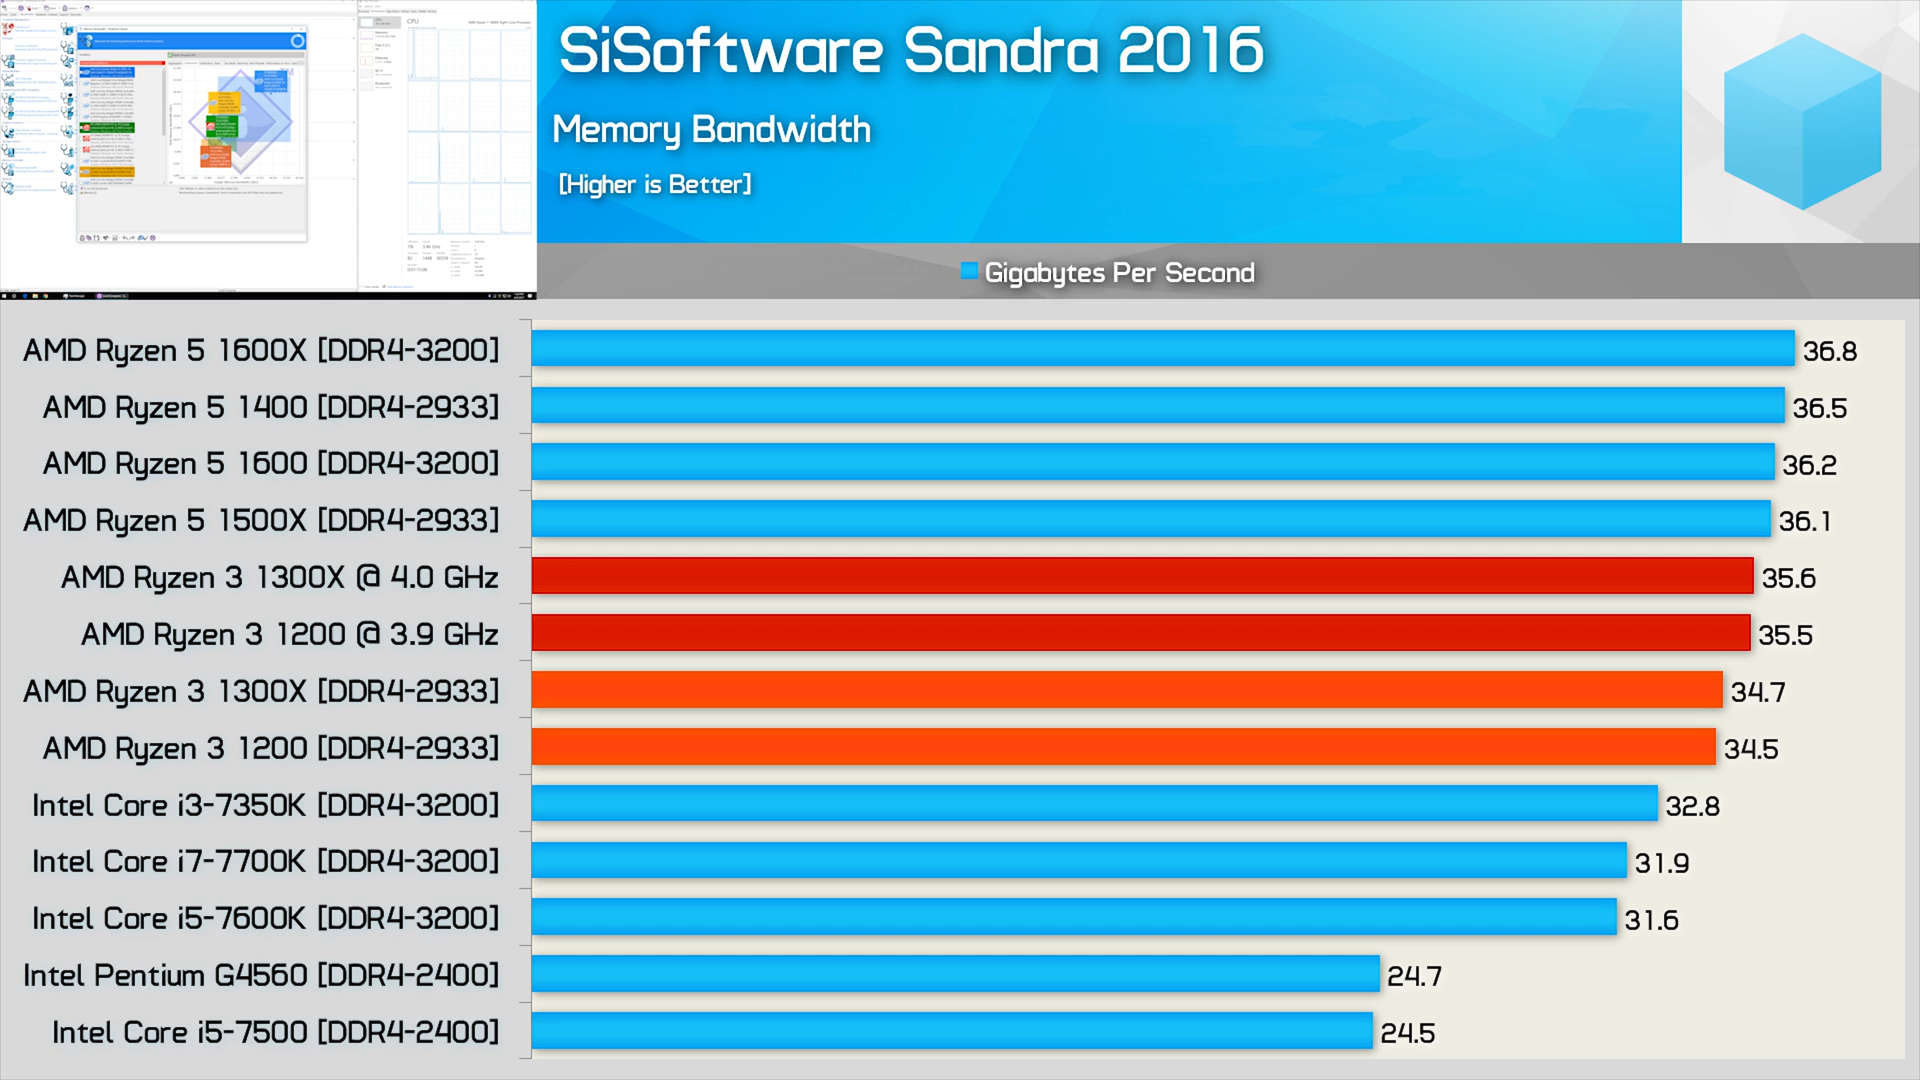 SiSoftware Sandra 2016
Memory Bandwidth
[Higher is Better]
Gigabytes Per Second
AMD Ryzen 5 1600X [DDR4-3200] 36.8
AMD Ryzen 5 1400 [DDR4-2933] 36.5
AMD Ryzen 5 1600 [DDR4-3200] 36.2
AMD Ryzen 5 1500X [DDR4-2933] 36.1
AMD Ryzen 3 1300X @ 4.0 GHz 35.6
AMD Ryzen 3 1200 @ 3.9 GHz 35.5
AMD Ryzen 3 1300X [DDR4-2933] 34.7
AMD Ryzen 3 1200 [DDR4-2933] 34.5
Intel Core i3-7350K [DDR4-3200] 32.8
Intel Core i7-7700K [DDR4-3200] 31.9
Intel Core i5-7600K [DDR4-3200] 31.6
Intel Pentium G4560 [DDR4-2400] 24.7
Intel Core i5-7500 [DDR4-2400] 24.5